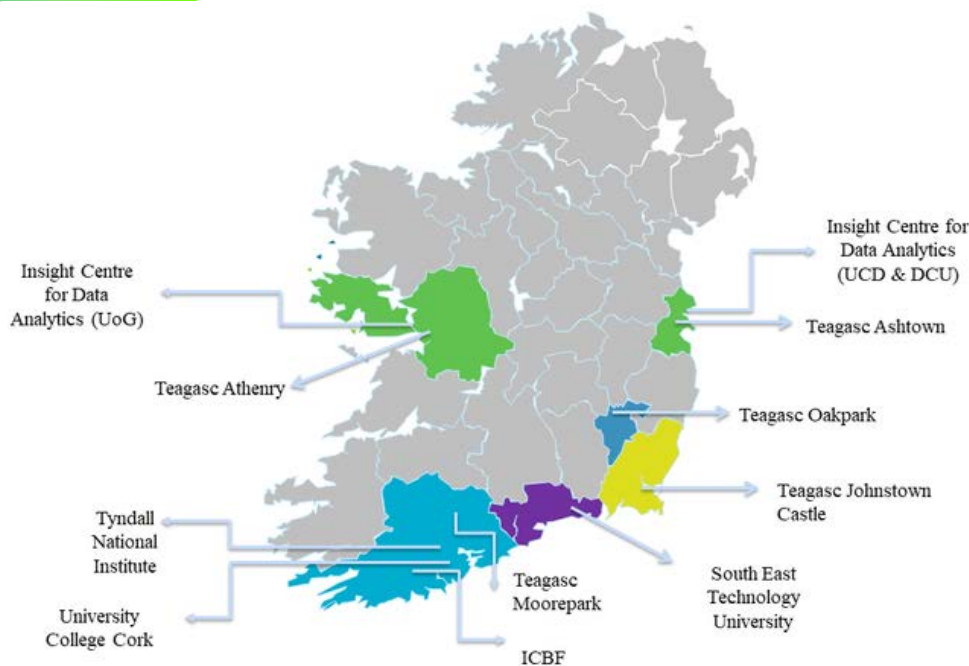 Insight Centre for
Data Analytics
(UCD & DCU)
Insight Centre
for Data
Analytics (UoG)
Teagasc Ashtown
Teagasc Athenry
Teagasc Oakpark
Teagasc Johnstown
Castle
Tyndall
National
Institute
Teagasc
Moorepark
South East
Technology
University
University
College Cork
ICBF